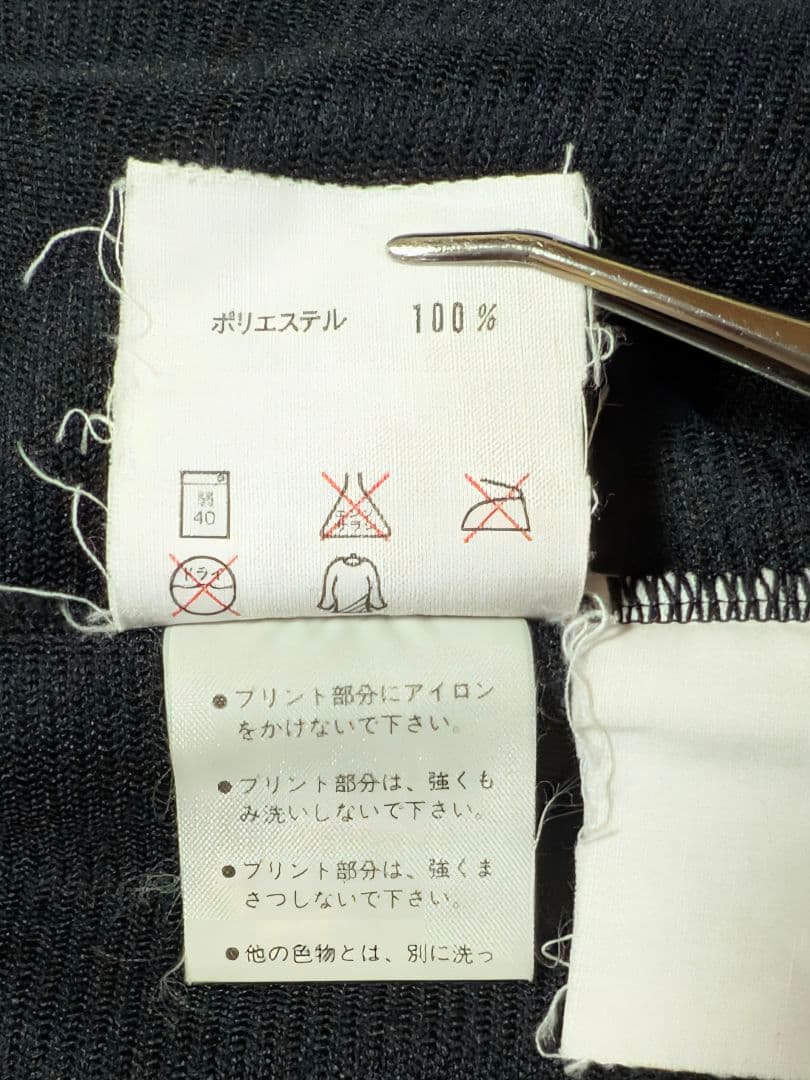 ポリエステル 100%
弱
40
エンソ
サラシ
ドライ
●プリント部分にアイロン
をかけないで下さい。
●プリント部分は、強くも
み洗いしないで下さい。
●プリント部分は、強くま
さつしないで下さい。
●他の色物とは、別に洗っ